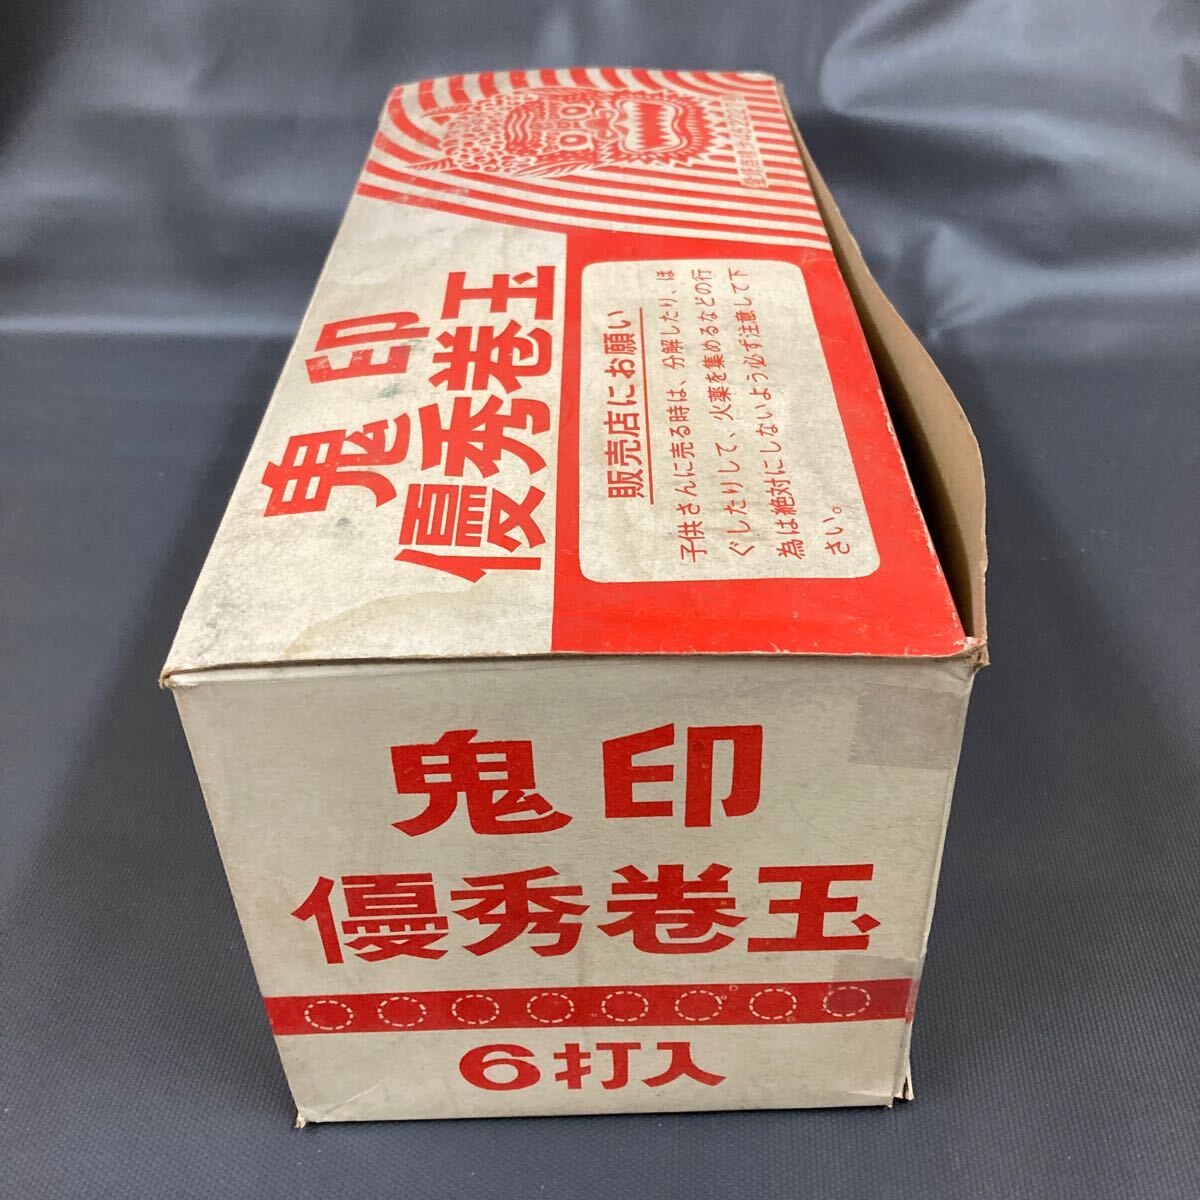 鬼印
優秀巻玉
販売店にお願い
子供さんに売る時は、分解したり、ほ
ぐしたりして、火薬を集めるなどの行
為は絶対にしないよう必ず注意して下
さい。
鬼印
優秀巻玉
6打入